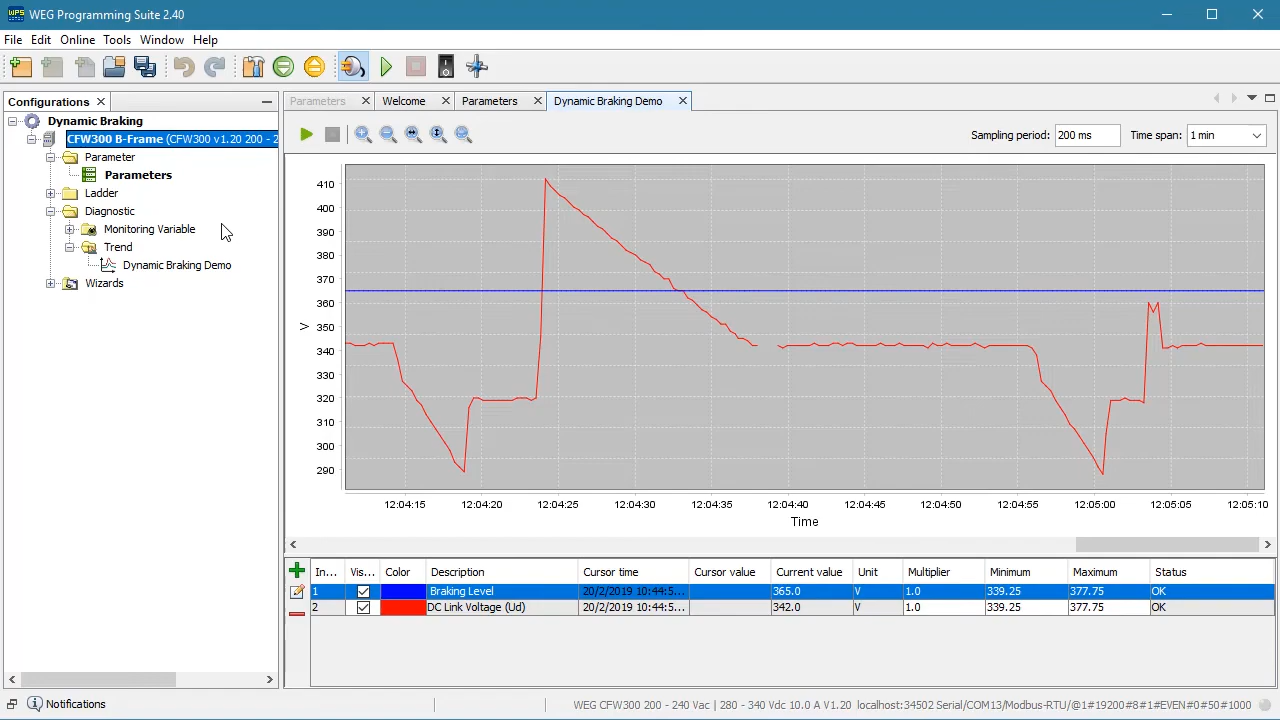 WPS WEG Programming Suite 2.40
File Edit Online Tools Window Help
Configurations
Dynamic Braking
CFW300 B-Frame (CFW300 v1.20 200 - 2
Parameter
Parameters
Ladder
Diagnostic
Monitoring Variable
Trend
Dynamic Braking Demo
Wizards
Parameters Welcome Parameters Dynamic Braking Demo
Sampling period: 200 ms Time span: 1 min
410
400
390
380
370
360
350
340
330
320
310
300
290
V
12:04:15 12:04:20 12:04:25 12:04:30 12:04:35 12:04:40 12:04:45 12:04:50 12:04:55 12:05:00 12:05:05 12:05:10
Time
In... Vis... Color Description Cursor time Cursor value Current value Unit Multiplier Minimum Maximum Status
1 Braking Level 20/2/2019 10:44:5... 365.0 V 1.0 339.25 377.75 OK
2 DC Link Voltage (Ud) 20/2/2019 10:44:5... 342.0 V 1.0 339.25 377.75 OK
Notifications
WEG CFW300 200 - 240 Vac | 280 - 340 Vdc 10.0 A V1.20 localhost:34502 Serial/COM13/Modbus-RTU/@1#19200#8#1#EVEN#0#50#1000